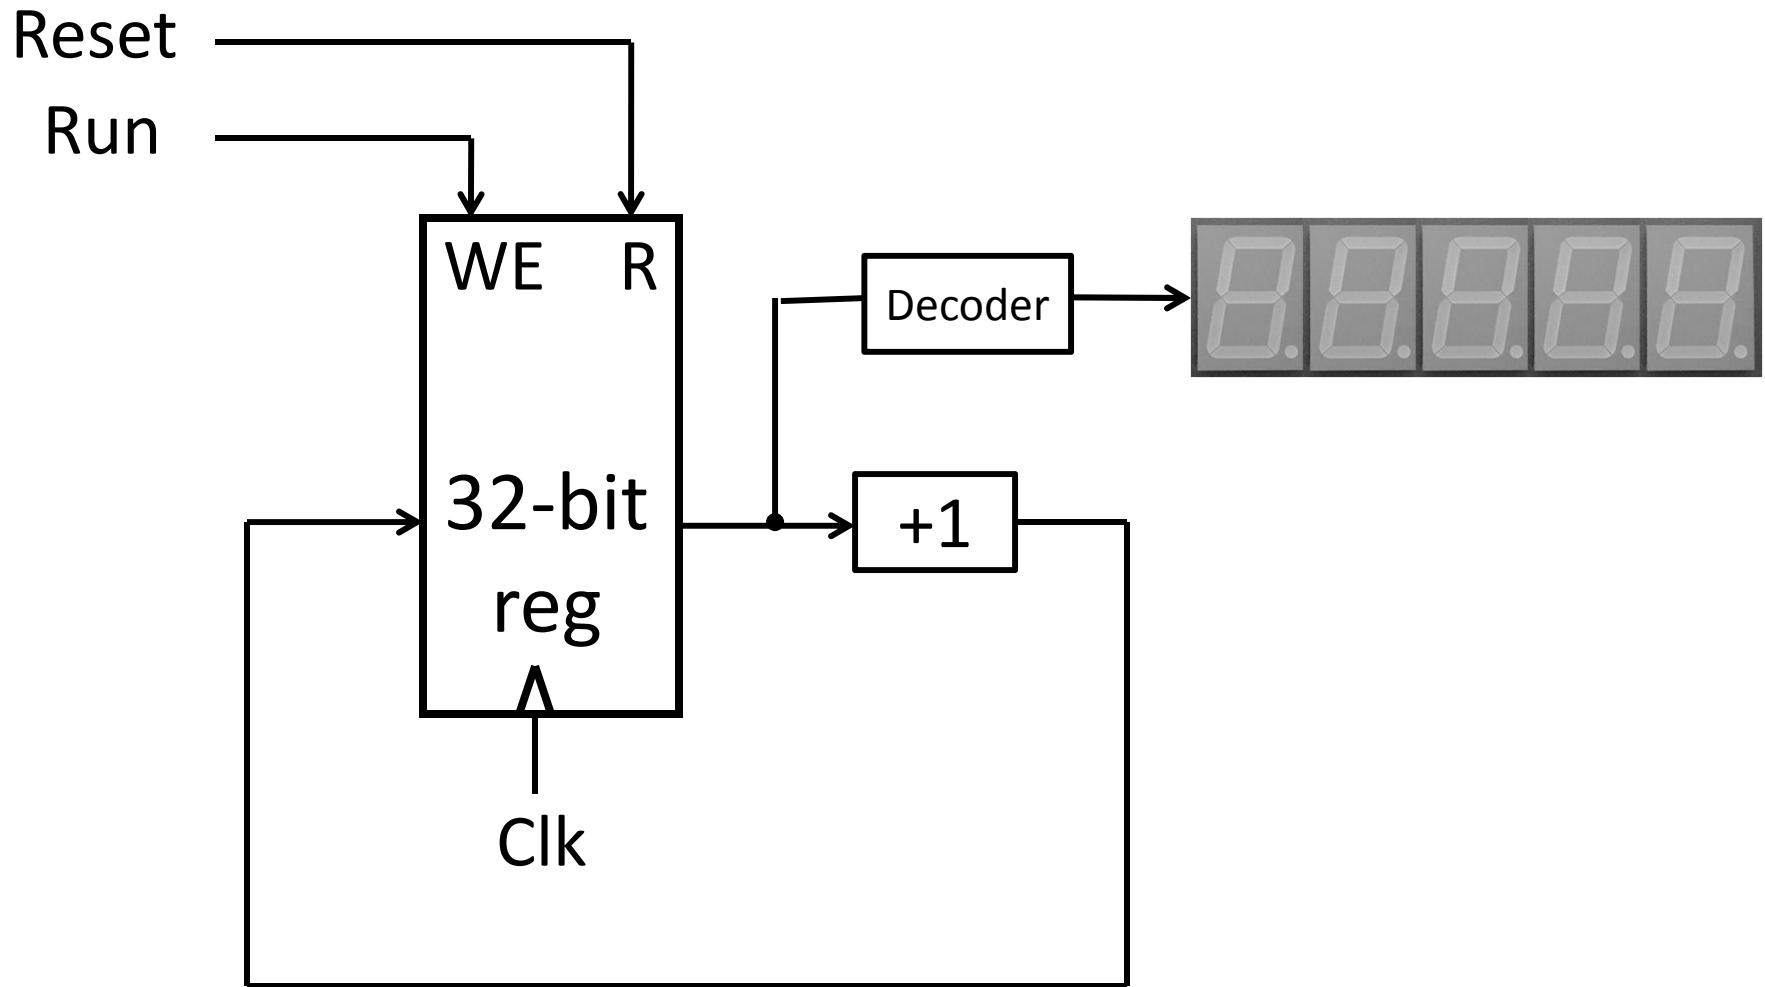 Reset
Run
WE R
Decoder
32-bit
reg
+1
Clk